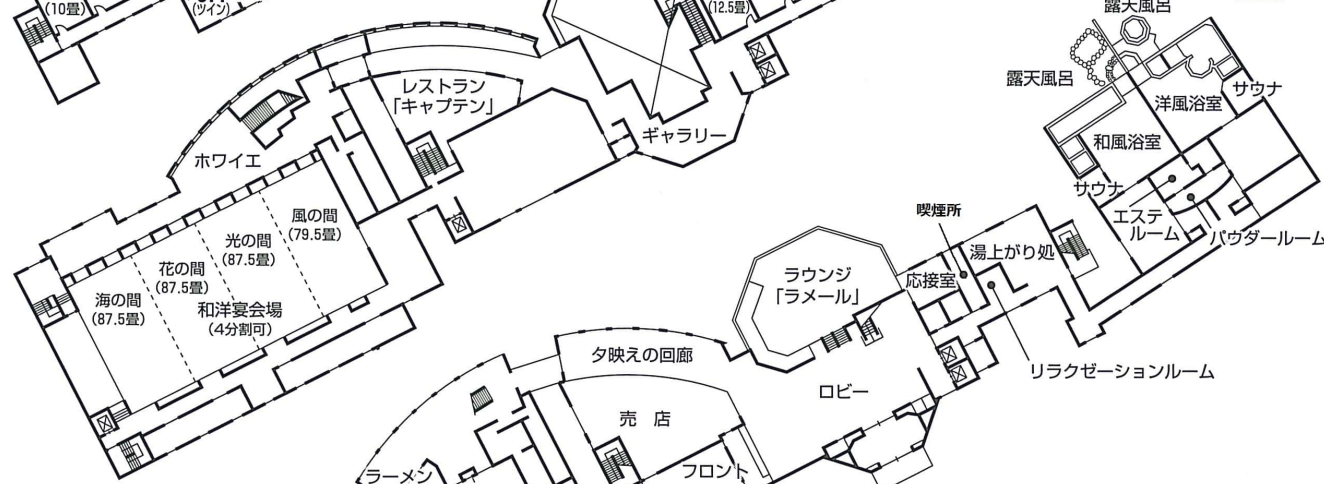 (10畳)
(ツイン)
(12.5畳)
露天風呂
露天風呂
サウナ
洋風浴室
和風浴室
サウナ
レストラン
「キャプテン」
ギャラリー
ホワイエ
風の間
(79.5畳)
光の間
(87.5畳)
花の間
(87.5畳)
海の間
(87.5畳)
和洋宴会場
(4分割可)
喫煙所
エステ
ルーム
パウダールーム
湯上がり処
応接室
ラウンジ
「ラメール」
リラクゼーションルーム
夕映えの回廊
ロビー
売 店
フロント
ラーメン